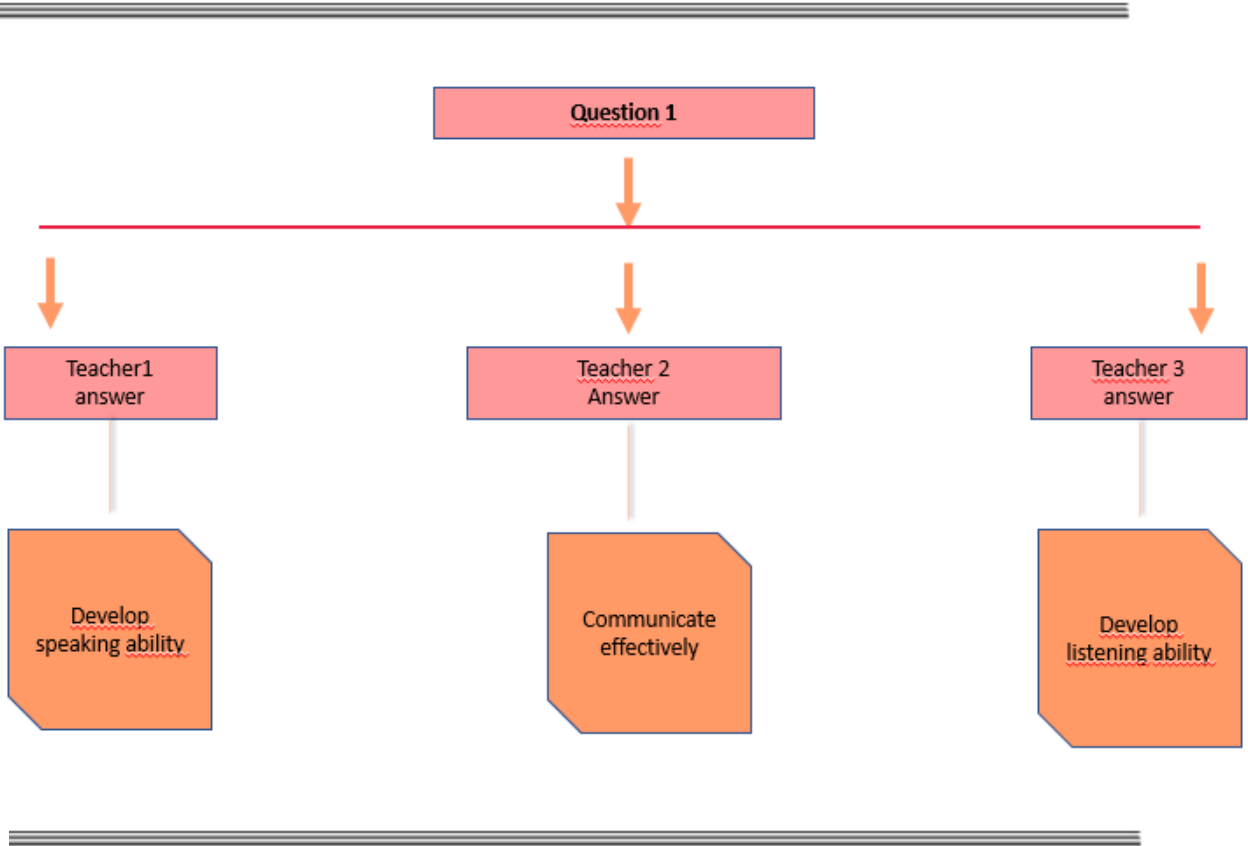 Question 1
Teacher1
answer
Teacher 2
Answer
Teacher 3
answer
Develop
speaking ability
Communicate
effectively
Develop
listening ability